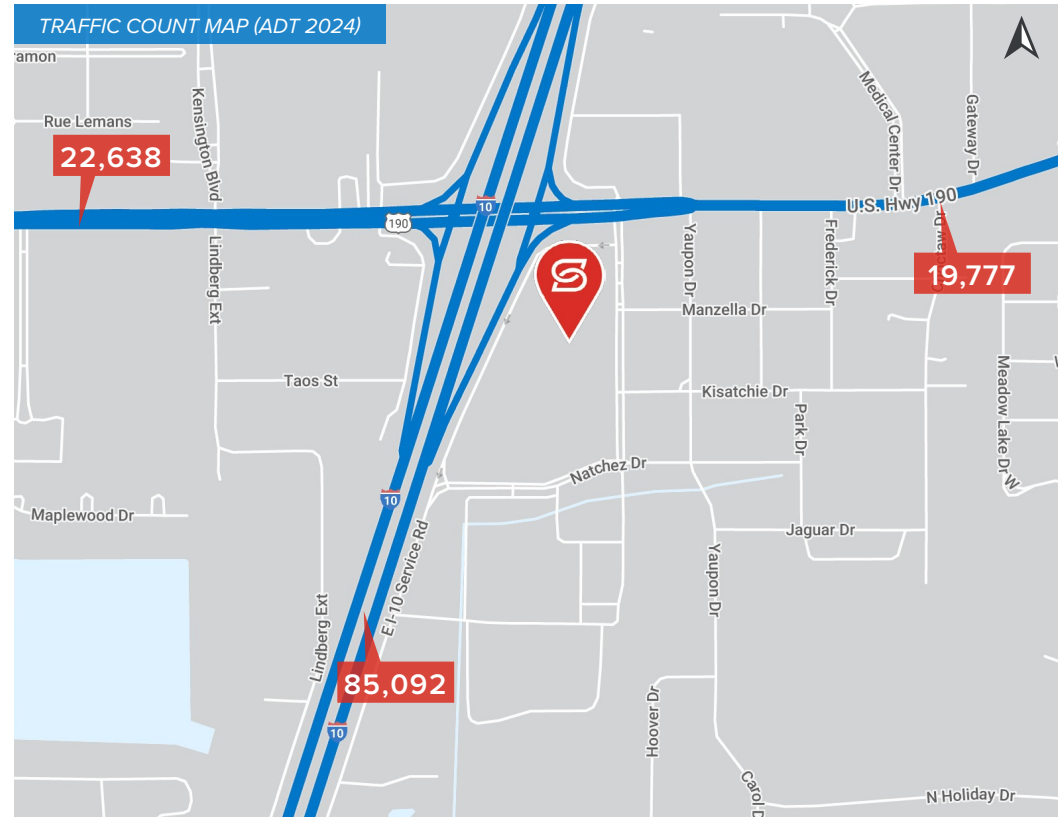 TRAFFIC COUNT MAP (ADT 2024)
ramon
Rue Lemans
Kensington Blvd
Medical Center Dr
Gateway Dr
22,638
10
190
U.S. Hwy 190
19,777
Lindberg Ext
Yaupon Dr
Frederick Dr
Manzella Dr
Taos St
Kisatchie Dr
Park Dr
Meadow Lake Dr W
Natchez Dr
10
Maplewood Dr
Jaguar Dr
E I-10 Service Rd
Yaupon Dr
Lindberg Ext
85,092
10
Hoover Dr
Carol D
N Holiday Dr